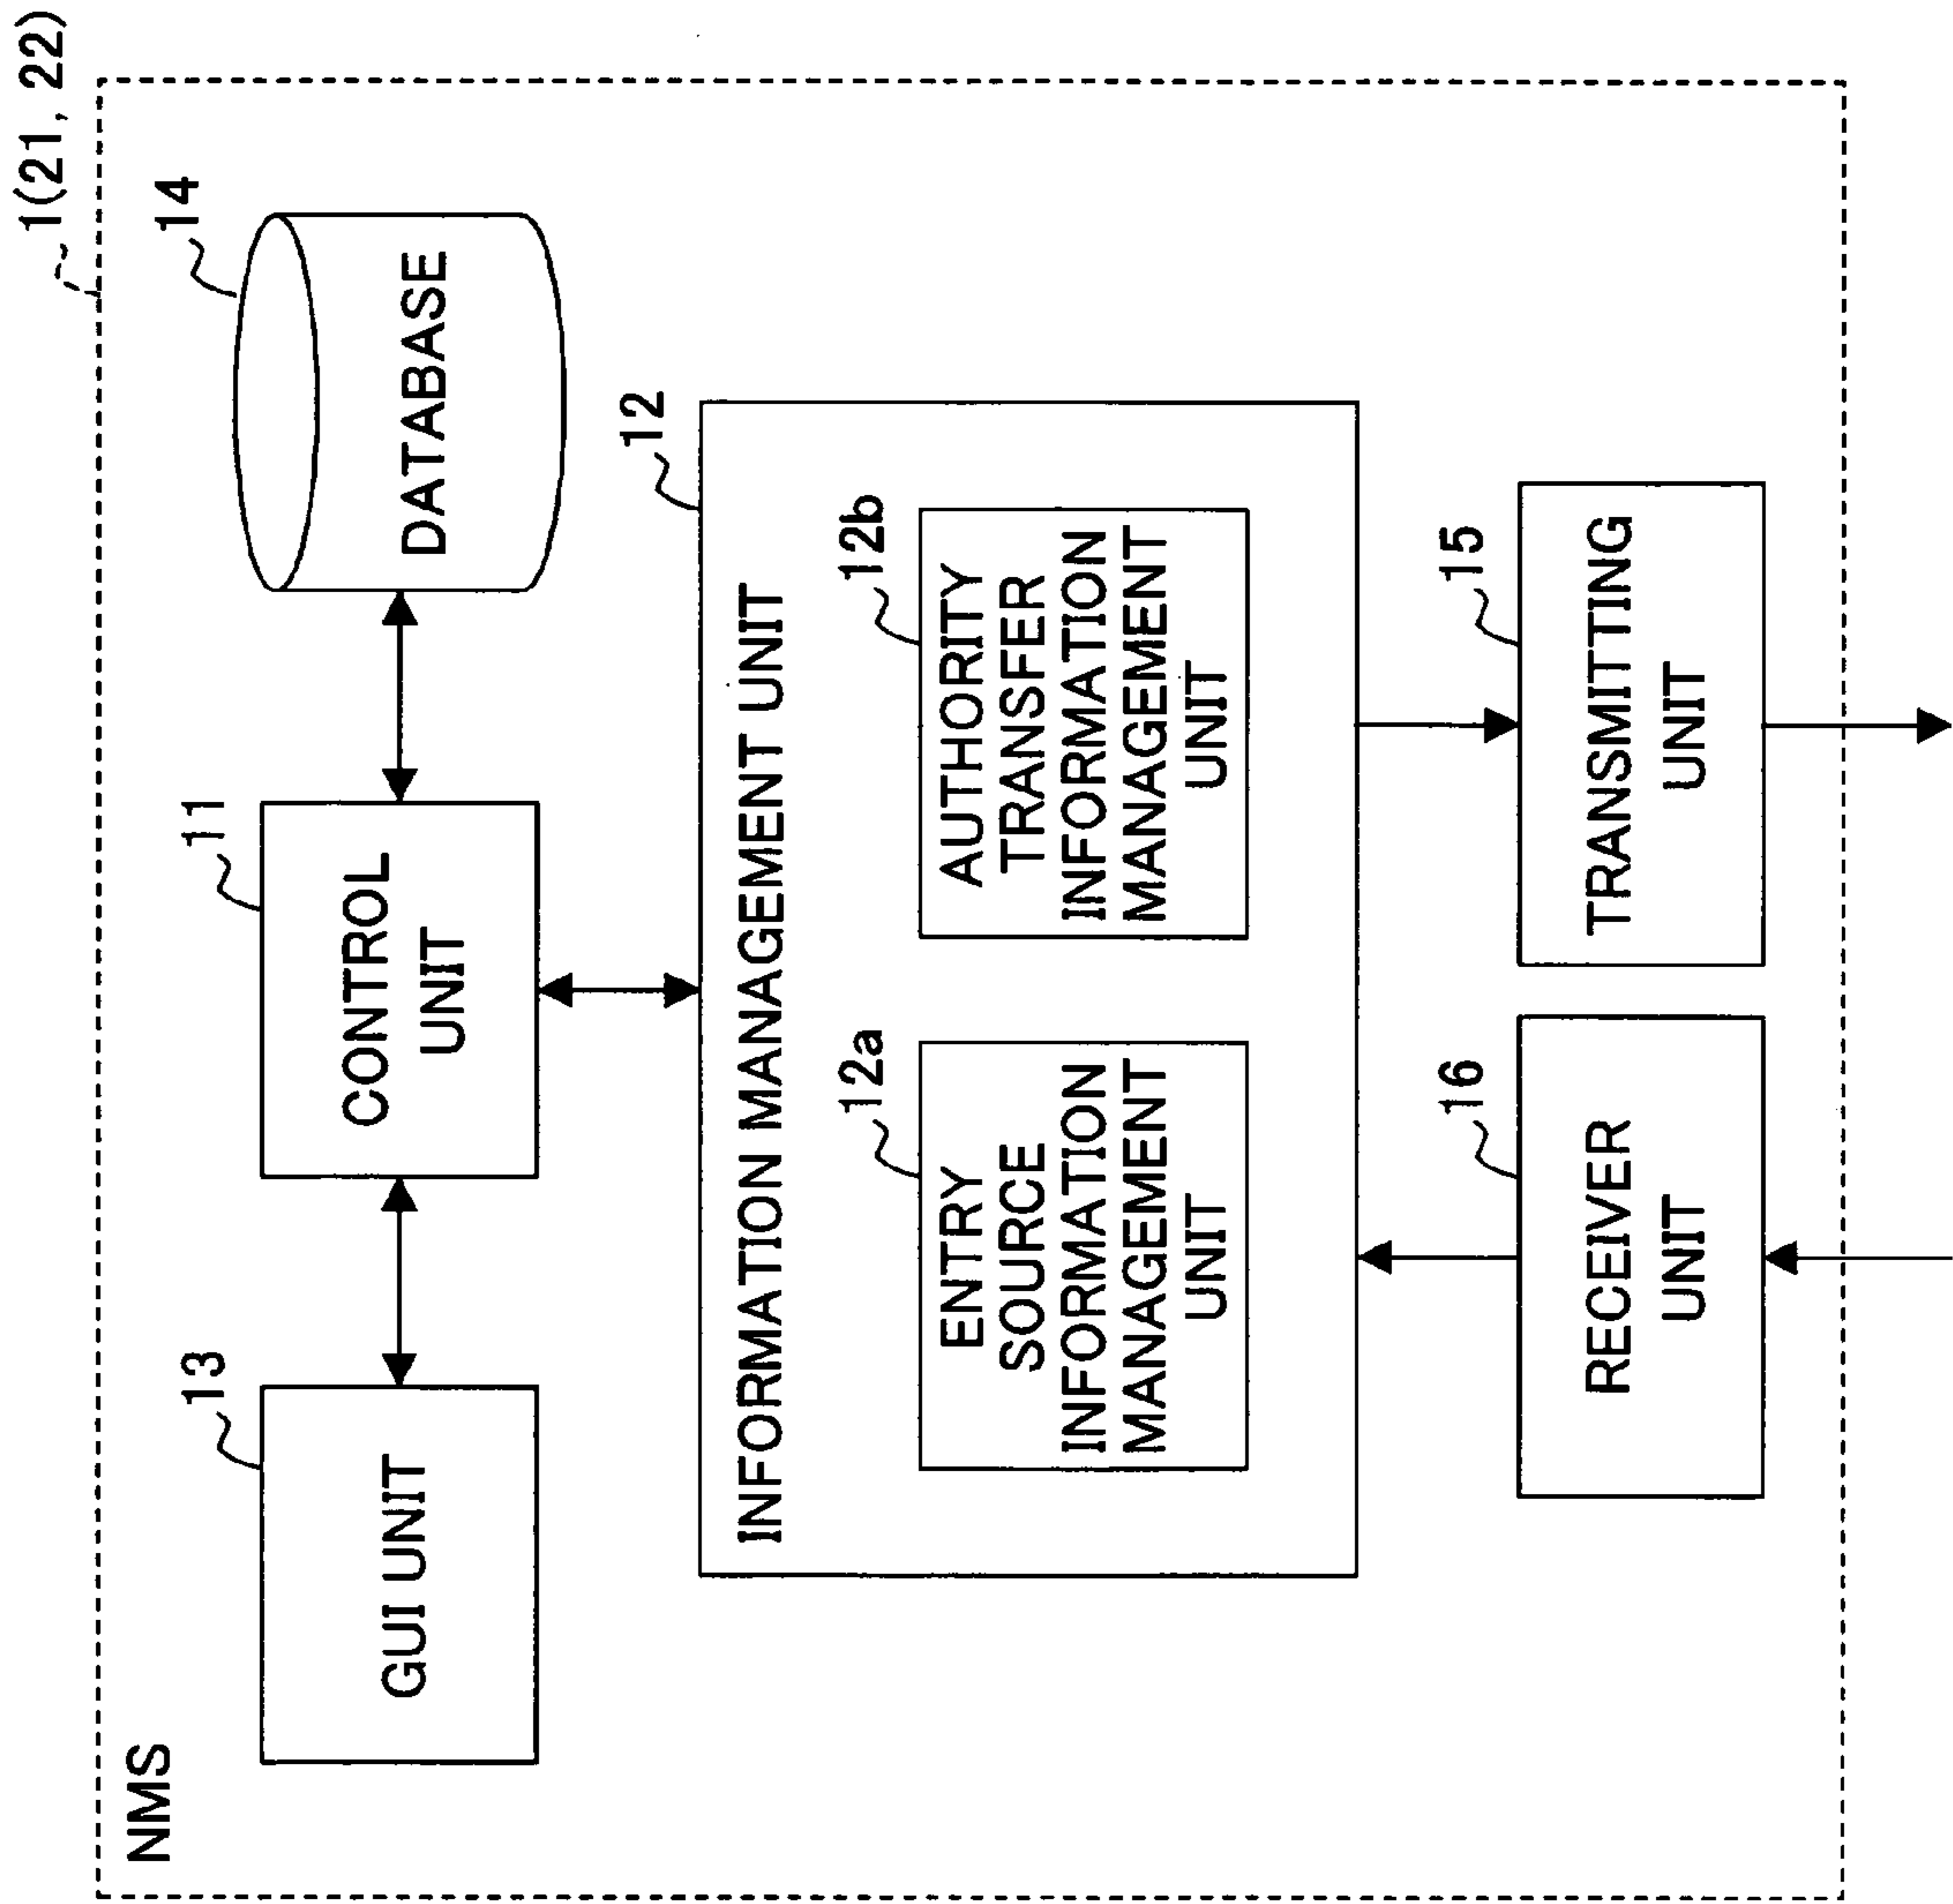 1(21, 22)
NMS
13
GUI UNIT
11
CONTROL
UNIT
14
DATABASE
12
INFORMATION MANAGEMENT UNIT
12a
ENTRY
SOURCE
INFORMATION
MANAGEMENT
UNIT
12b
AUTHORITY
TRANSFER
INFORMATION
MANAGEMENT
UNIT
16
RECEIVER
UNIT
15
TRANSMITTING
UNIT